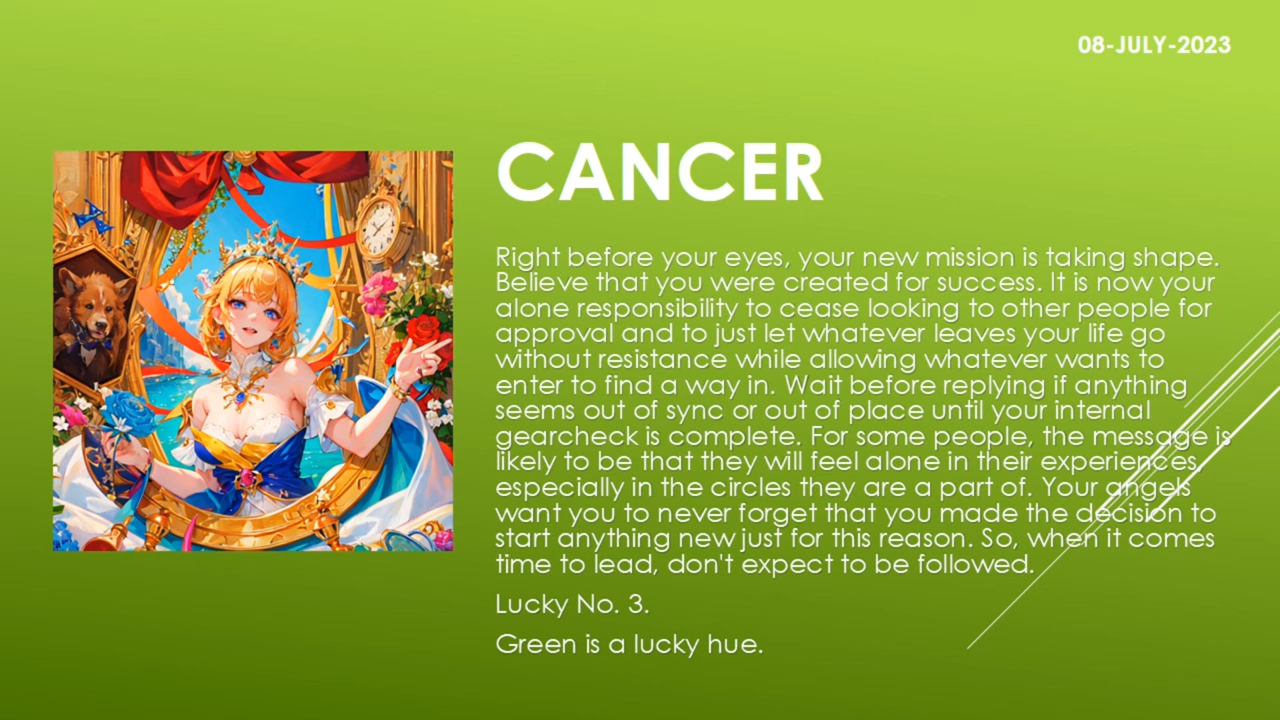 08-JULY-2023
CANCER
Right before your eyes, your new mission is taking shape.
Believe that you were created for success. It is now your
alone responsibility to cease looking to other people for
approval and to just let whatever leaves your life go
without resistance while allowing whatever wants to
enter to find a way in. Wait before replying if anything
seems out of sync or out of place until your internal
gearcheck is complete. For some people, the message is
likely to be that they will feel alone in their experiences,
especially in the circles they are a part of. Your angels
want you to never forget that you made the decision to
start anything new just for this reason. So, when it comes
time to lead, don't expect to be followed.
Lucky No. 3.
Green is a lucky hue.